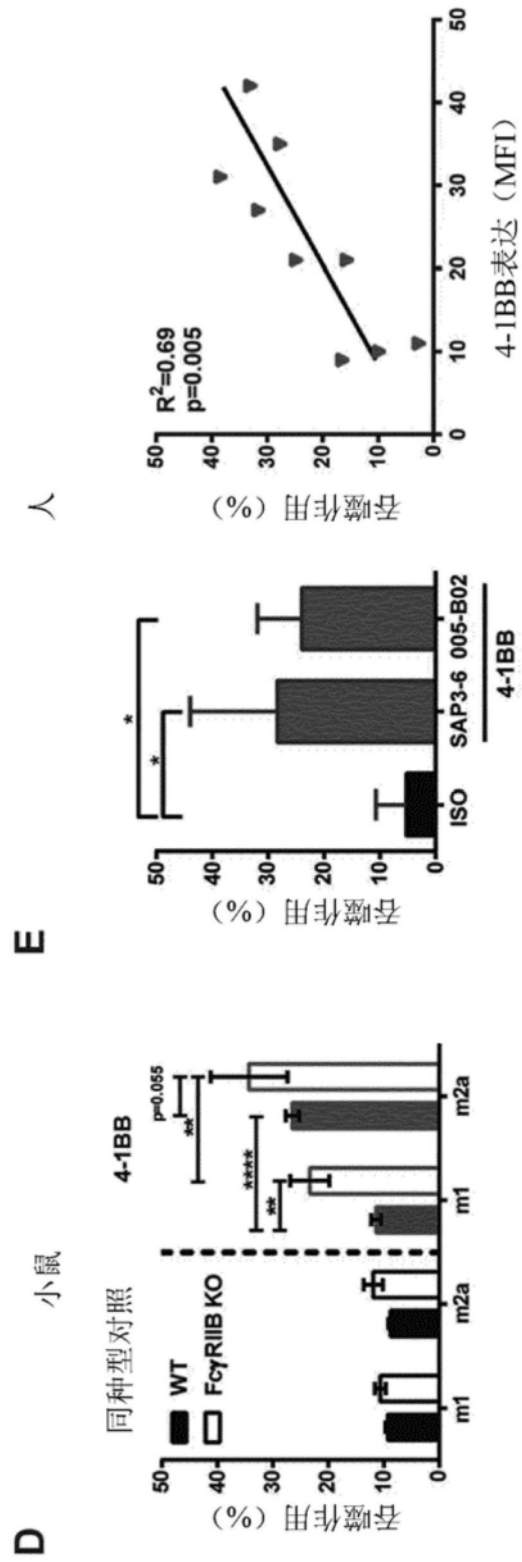 D
小鼠
同种型对照
4-1BB
WT
FcγRIIB KO
p=0.055
**
****
**
吞噬作用（%）
50
40
30
20
10
0
m1
m2a
m1
m2a
E
人
*
*
吞噬作用（%）
50
40
30
20
10
0
ISO
SAP3-6
005-B02
4-1BB
R²=0.69
p=0.005
吞噬作用（%）
50
40
30
20
10
0
0
10
20
30
40
50
4-1BB表达（MFI）